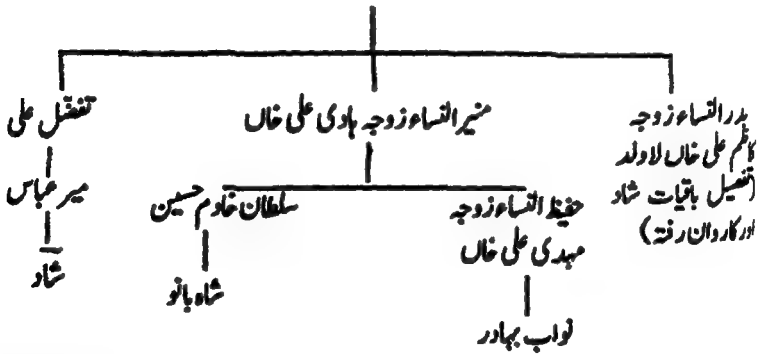 بدر النساء زوجہ
کاظم علی خاں لاولد
(تفصیل باقیات شاد
اور کاروان رفتہ)
منیر النساء زوجہ ہادی علی خاں
تفضّل علی
حفیظ النساء زوجہ
مہدی علی خاں
نواب بہادر
سلطان خادم حسین
شاہ بانو
میر عباس
شاد